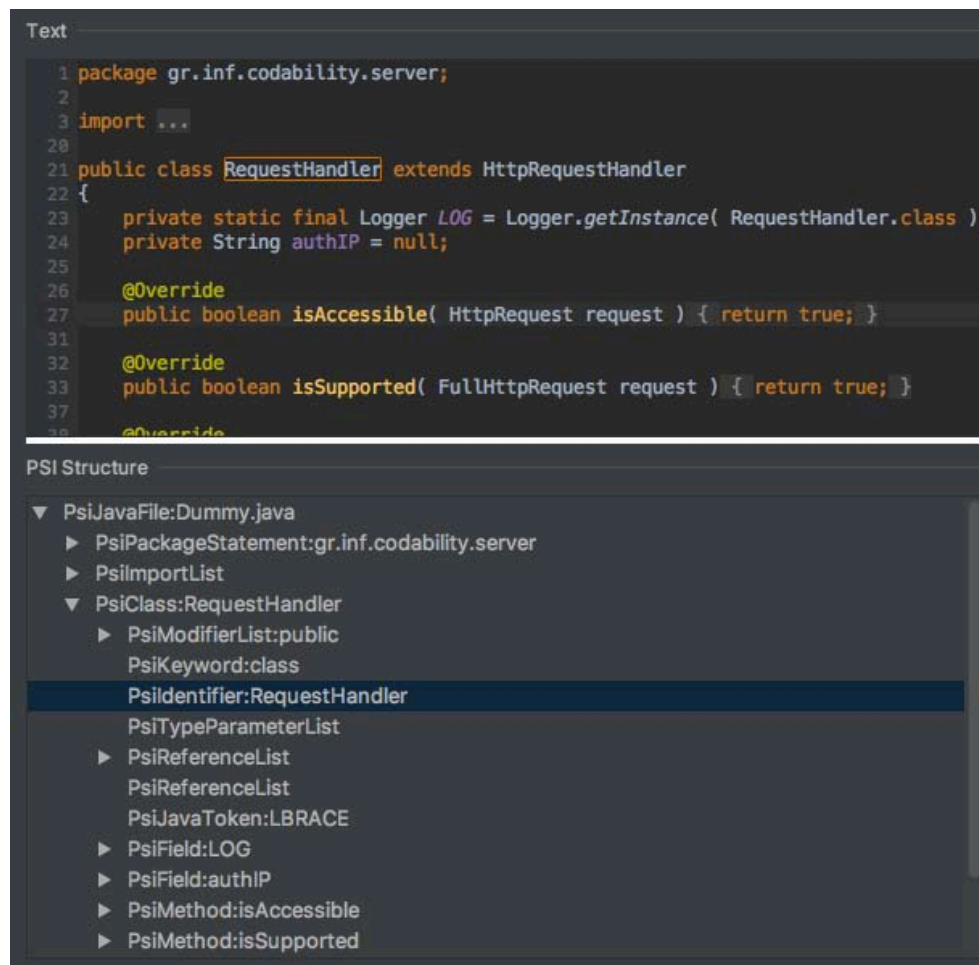 Text
1 package gr.inf.codability.server;
2
3 import ...
20
21 public class RequestHandler extends HttpRequestHandler
22 {
23 private static final Logger LOG = Logger.getInstance( RequestHandler.class )
24 private String authIP = null;
25
26 @Override
27 public boolean isAccessible( HttpRequest request ) { return true; }
31
32 @Override
33 public boolean isSupported( FullHttpRequest request ) { return true; }
37
38 @Override
PSI Structure
PsiJavaFile:Dummy.java
PsiPackageStatement:gr.inf.codability.server
PsiImportList
PsiClass:RequestHandler
PsiModifierList:public
PsiKeyword:class
PsiIdentifier:RequestHandler
PsiTypeParameterList
PsiReferenceList
PsiReferenceList
PsiJavaToken:LBRACE
PsiField:LOG
PsiField:authIP
PsiMethod:isAccessible
PsiMethod:isSupported